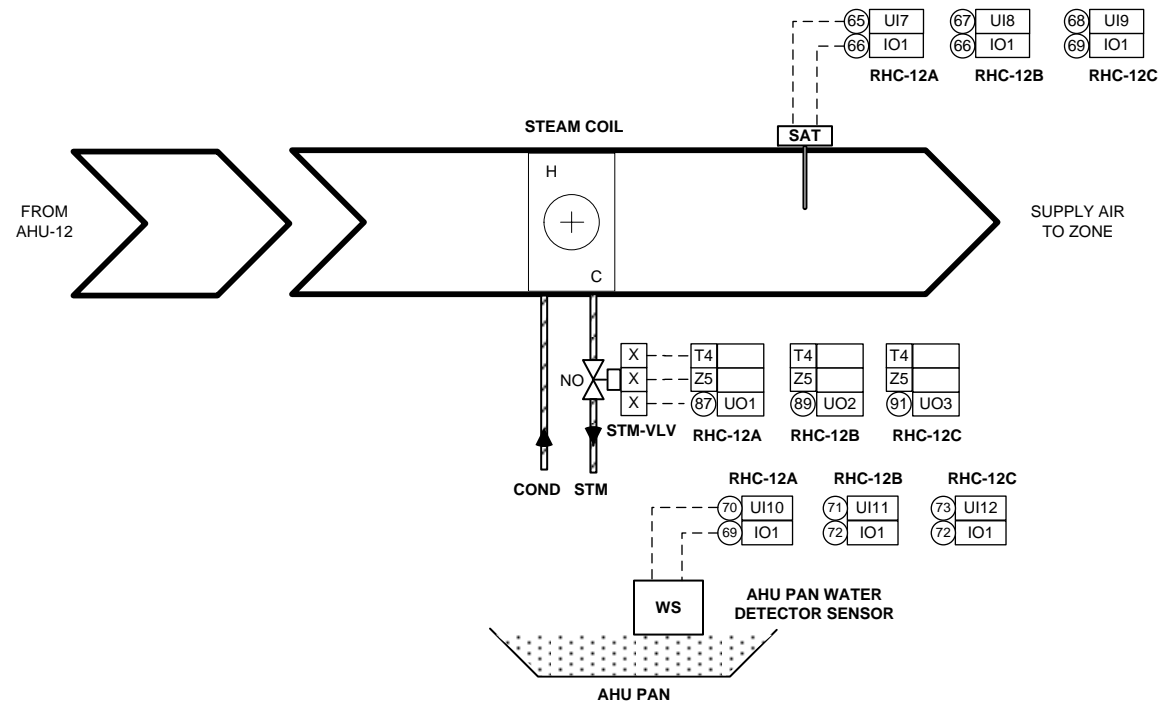 65 UI7 67 UI8 68 UI9
66 IO1 66 IO1 69 IO1
RHC-12A RHC-12B RHC-12C
STEAM COIL
SAT
H
FROM
AHU-12
SUPPLY AIR
TO ZONE
C
X T4 T4 T4
NO X Z5 Z5 Z5
X 87 UO1 89 UO2 91 UO3
STM-VLV RHC-12A RHC-12B RHC-12C
COND STM
RHC-12A RHC-12B RHC-12C
70 UI10 71 UI11 73 UI12
69 IO1 72 IO1 72 IO1
WS
AHU PAN WATER
DETECTOR SENSOR
AHU PAN